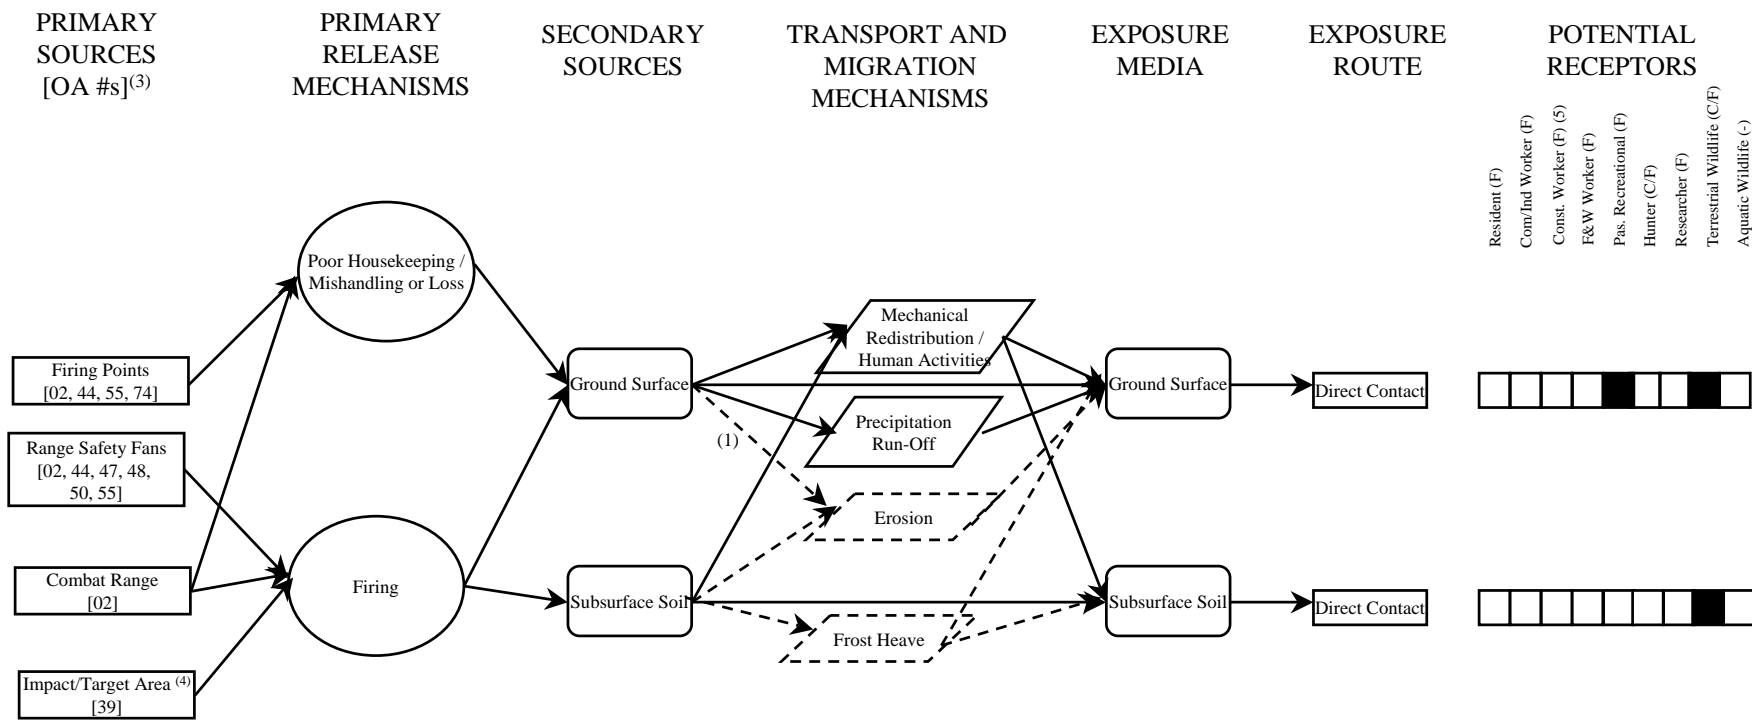 PRIMARY
SOURCES
[OA #s](3)
PRIMARY
RELEASE
MECHANISMS
SECONDARY
SOURCES
TRANSPORT AND
MIGRATION
MECHANISMS
EXPOSURE
MEDIA
EXPOSURE
ROUTE
POTENTIAL
RECEPTORS
Resident (F)
Com/Ind Worker (F)
Const. Worker (F) (5)
F&W Worker (F)
Pas. Recreational (F)
Hunter (C/F)
Researcher (F)
Terrestrial Wildlife (C/F)
Aquatic Wildlife (-)
Firing Points
[02, 44, 55, 74]
Range Safety Fans
[02, 44, 47, 48,
50, 55]
Combat Range
[02]
Impact/Target Area (4)
[39]
Poor Housekeeping /
Mishandling or Loss
Firing
Ground Surface
Subsurface Soil
(1)
Mechanical
Redistribution /
Human Activities
Precipitation
Run-Off
Erosion
Frost Heave
Ground Surface
Subsurface Soil
Direct Contact
Direct Contact